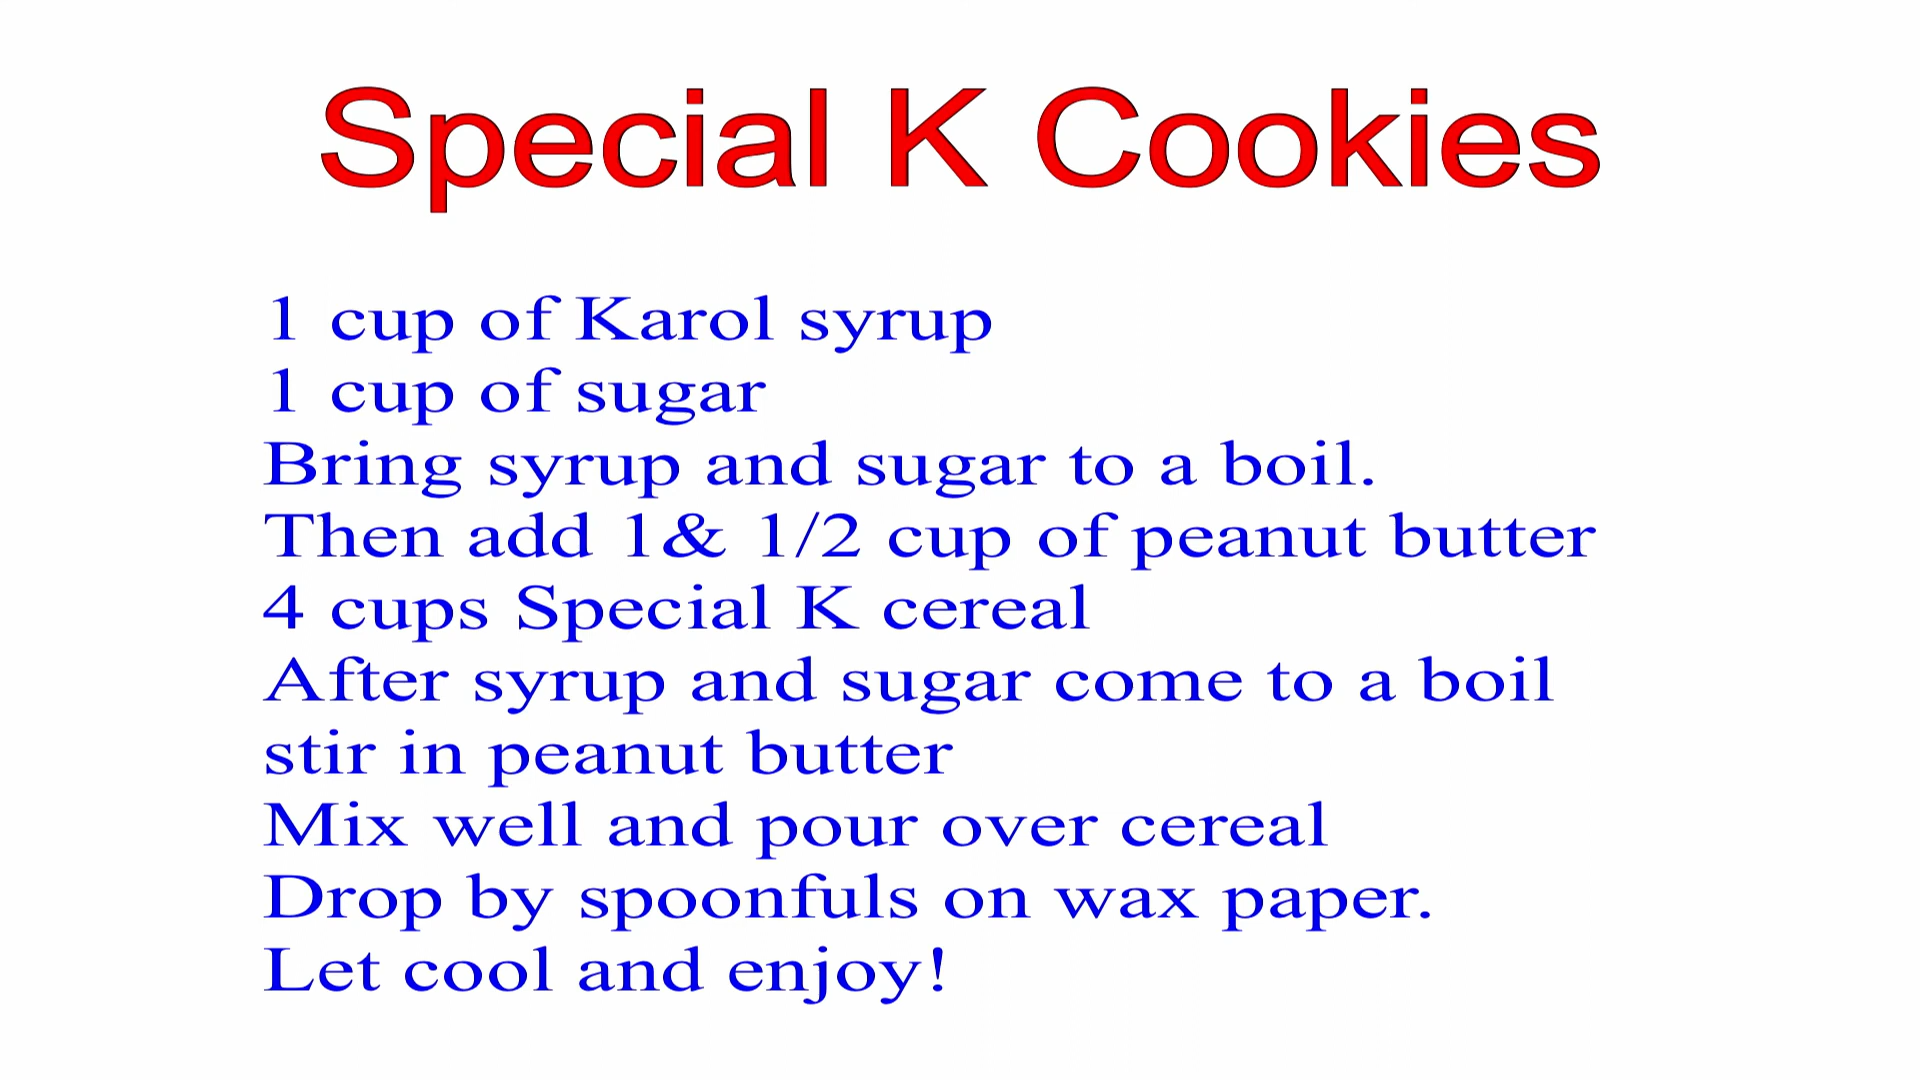 Special K Cookies
1 cup of Karol syrup
1 cup of sugar
Bring syrup and sugar to a boil.
Then add 1& 1/2 cup of peanut butter
4 cups Special K cereal
After syrup and sugar come to a boil
stir in peanut butter
Mix well and pour over cereal
Drop by spoonfuls on wax paper.
Let cool and enjoy!